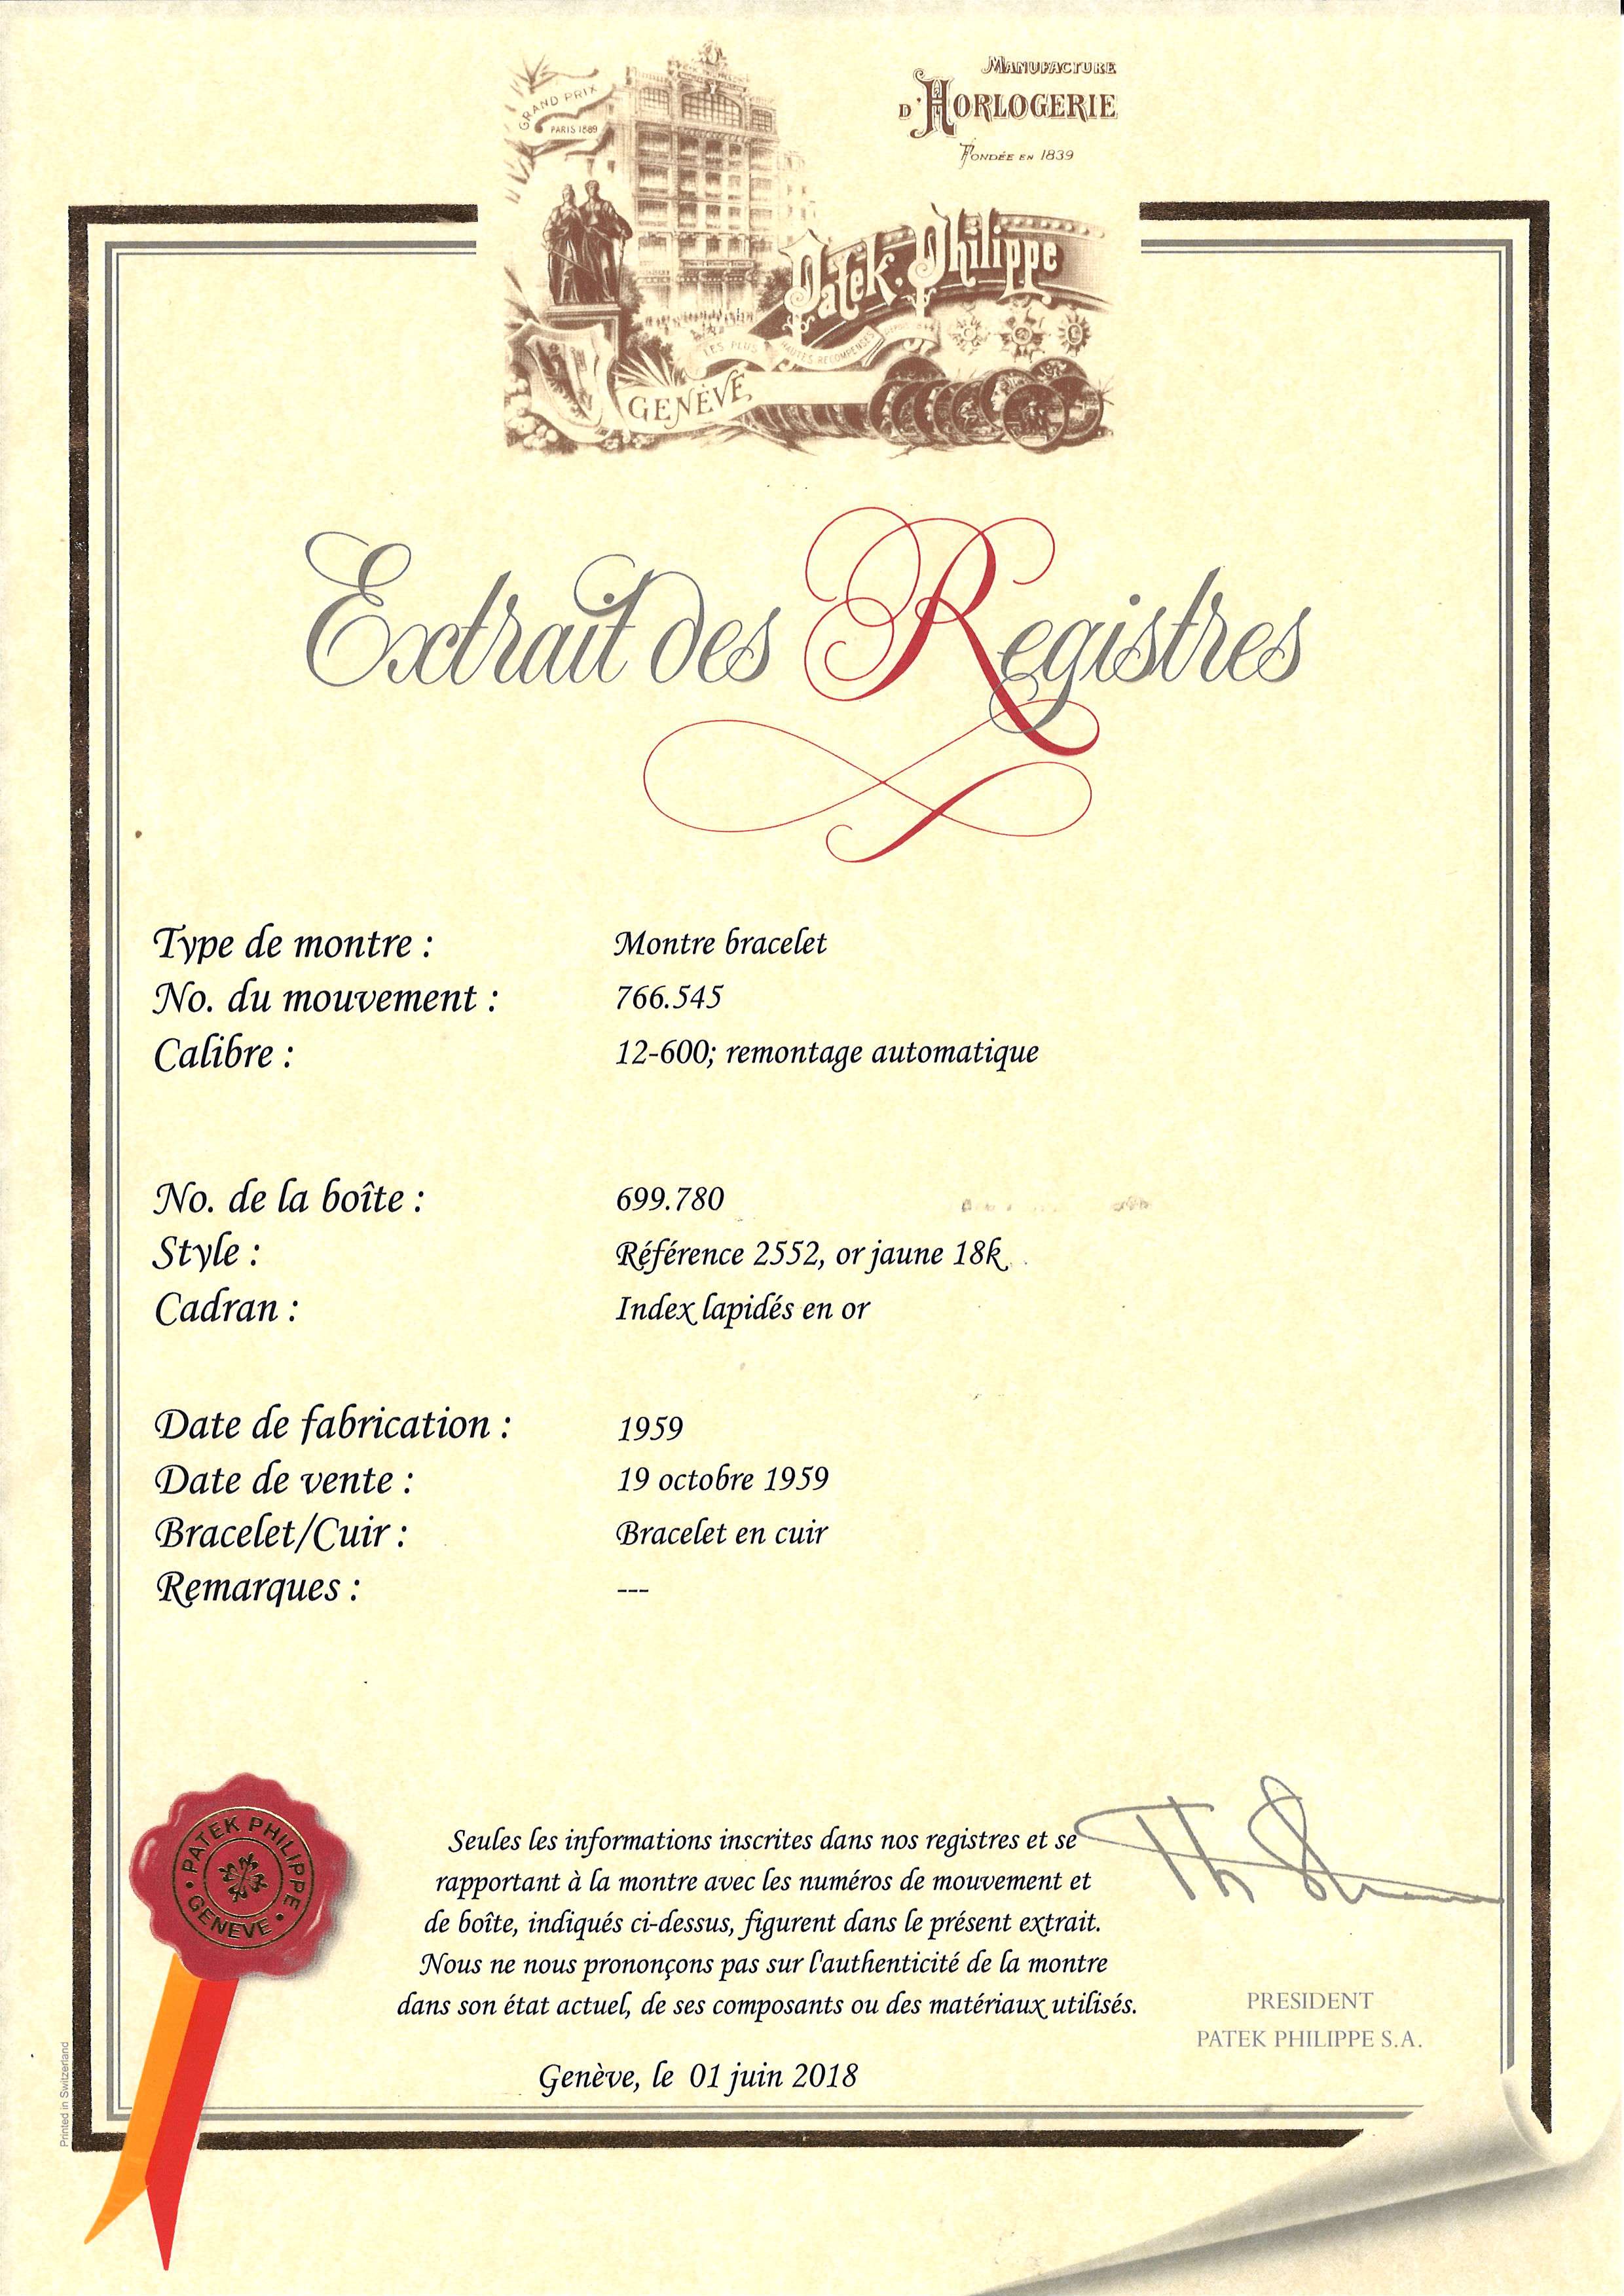 MANUFACTURE
D'HORLOGERIE
FONDÉE EN 1839
GRAND PRIX
PARIS 1889
Patek. Philippe
LES PLUS HAUTES RECOMPENSES
GENÈVE
Extrait des Registres
Type de montre : Montre bracelet
No. du mouvement : 766.545
Calibre : 12-600; remontage automatique
No. de la boîte : 699.780
Style : Référence 2552, or jaune 18k
Cadran : Index lapidés en or
Date de fabrication : 1959
Date de vente : 19 octobre 1959
Bracelet/Cuir : Bracelet en cuir
Remarques : ---
PATEK PHILIPPE
• GENEVE •
Seules les informations inscrites dans nos registres et se
rapportant à la montre avec les numéros de mouvement et
de boîte, indiqués ci-dessus, figurent dans le présent extrait.
Nous ne nous prononçons pas sur l'authenticité de la montre
dans son état actuel, de ses composants ou des matériaux utilisés.
Genève, le 01 juin 2018
PRESIDENT
PATEK PHILIPPE S.A.
Printed in Switzerland